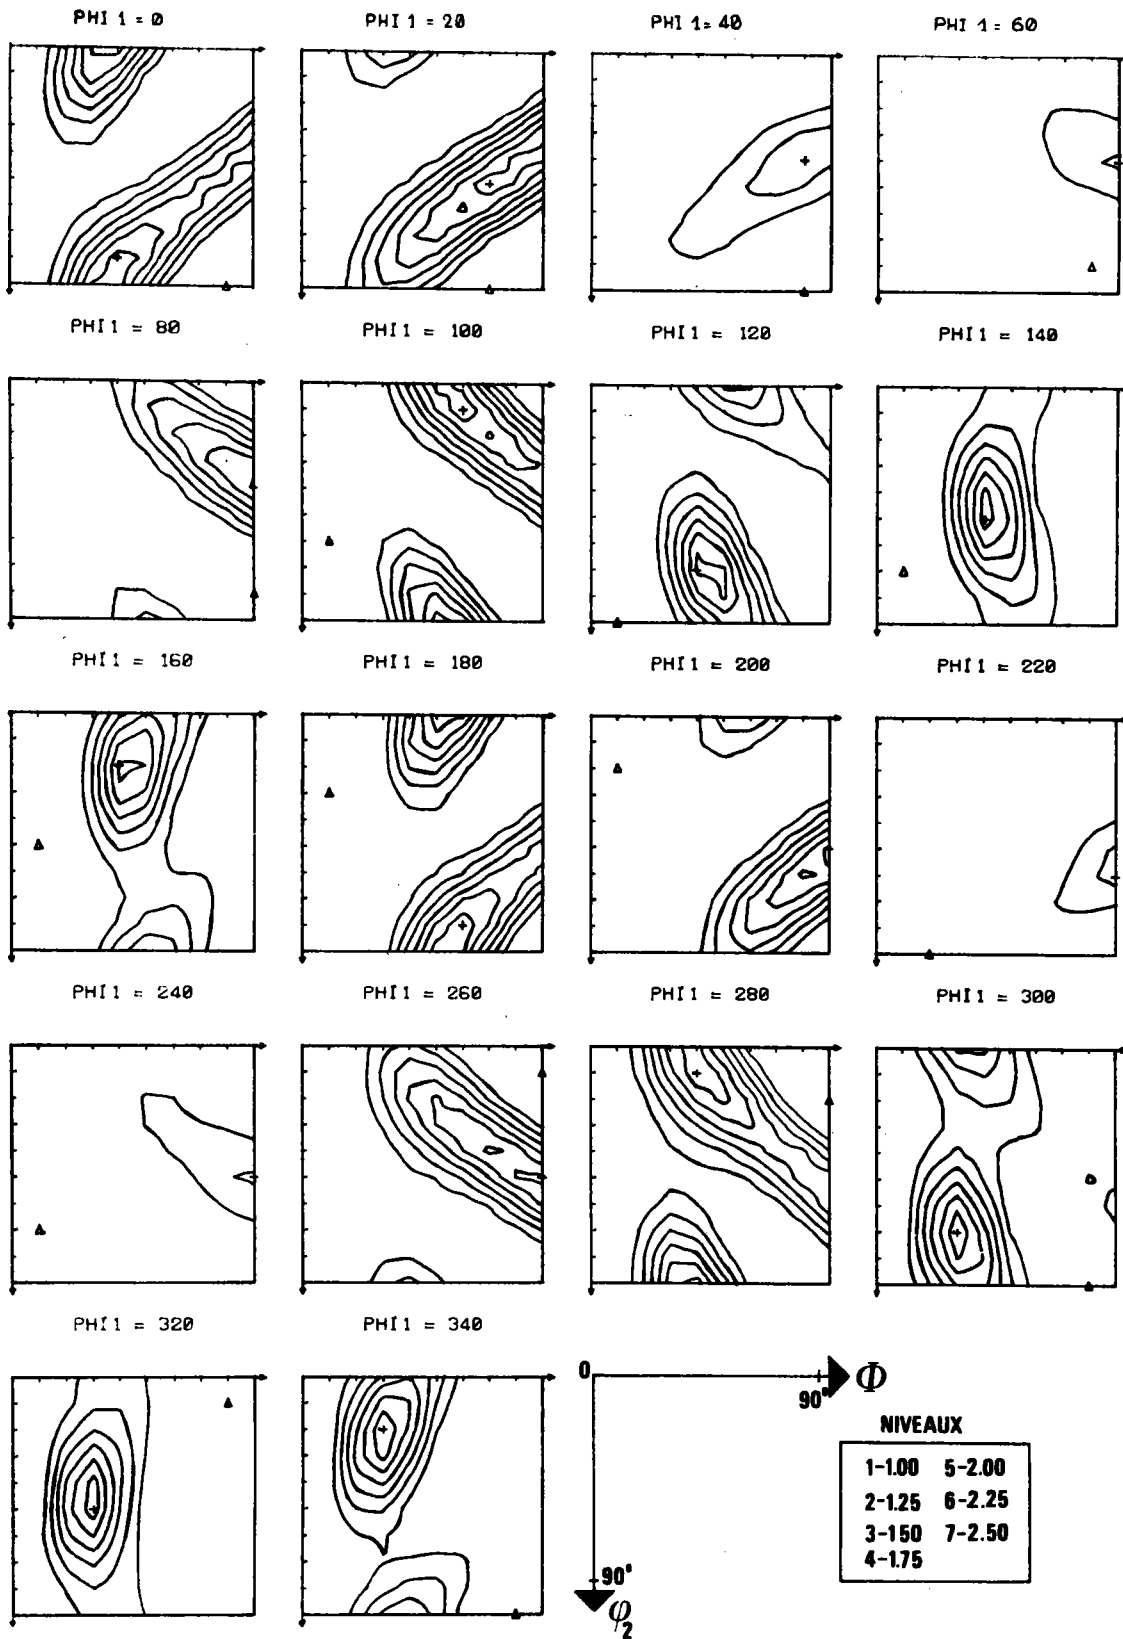 PHI 1 = 0
PHI 1 = 20
PHI 1= 40
PHI 1 = 60
PHI1 = 80
PHI1 = 100
PHI1 = 120
PHI1 = 140
PHI1 = 160
PHI1 = 180
PHI1 = 200
PHI1 = 220
PHI1 = 240
PHI1 = 260
PHI1 = 280
PHI1 = 300
PHI1 = 320
PHI1 = 340
0
Φ
90°
NIVEAUX
1-1.00 5-2.00
2-1.25 6-2.25
3-150 7-2.50
4-1.75
90°
φ2